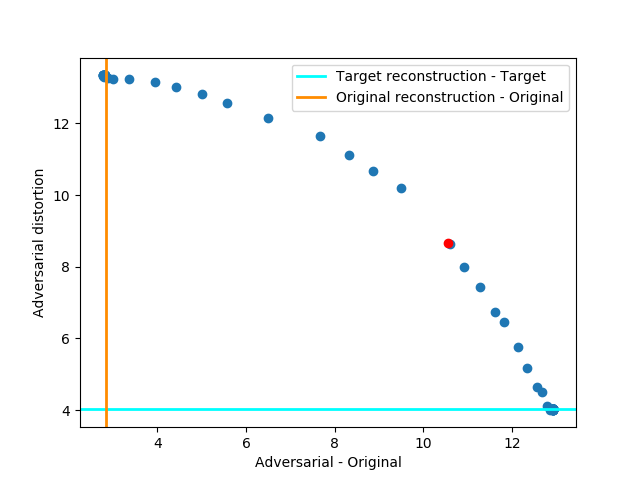 Target reconstruction - Target
Original reconstruction - Original
12
10
8
6
4
Adversarial distortion
4 6 8 10 12
Adversarial - Original